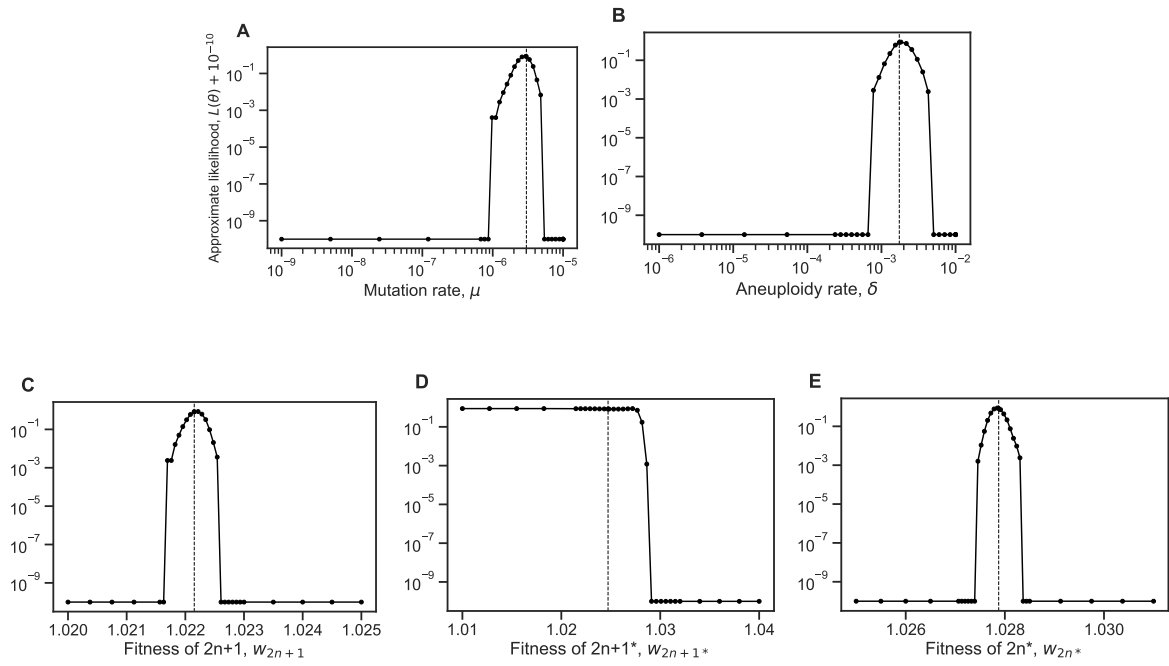 A
B
Approximate likelihood, L(θ) + 10⁻¹⁰
10⁻¹
10⁻³
10⁻⁵
10⁻⁷
10⁻⁹
10⁻⁹ 10⁻⁸ 10⁻⁷ 10⁻⁶ 10⁻⁵
Mutation rate, μ
10⁻¹
10⁻³
10⁻⁵
10⁻⁷
10⁻⁹
10⁻⁶ 10⁻⁵ 10⁻⁴ 10⁻³ 10⁻²
Aneuploidy rate, δ
C
10⁻¹
10⁻³
10⁻⁵
10⁻⁷
10⁻⁹
1.020 1.021 1.022 1.023 1.024 1.025
Fitness of 2n+1, w₂ₙ₊₁
D
10⁻¹
10⁻³
10⁻⁵
10⁻⁷
10⁻⁹
1.01 1.02 1.03 1.04
Fitness of 2n+1*, w₂ₙ₊₁*
E
10⁻¹
10⁻³
10⁻⁵
10⁻⁷
10⁻⁹
1.026 1.028 1.030
Fitness of 2n*, w₂ₙ*